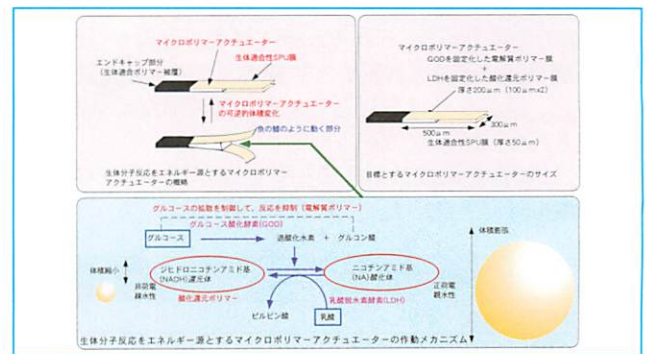 マイクロポリマーアクチュエーター
生体適合性SPU膜
エンドキャップ部分
(生体適合ポリマー被覆)
マイクロポリマーアクチュエーター
の可逆的体積変化
魚の鰭のように動く部分
生体分子反応をエネルギー源とするマイクロポリマー
アクチュエーターの概略
マイクロポリマーアクチュエーター
GODを固定化した電解質ポリマー膜
+
LDHを固定化した酸化還元ポリマー膜
厚さ200μm(100μmx2)
300μm
500μm
生体適合性SPU膜(厚さ50μm)
目標とするマイクロポリマーアクチュエーターのサイズ
グルコースの拡散を制御して、反応を抑制(電解質ポリマー)
グルコース酸化酵素(GOD)
グルコース
過酸化水素 + グルコン酸
体積膨張
体積縮小
非荷電
疎水性
ジヒドロニコチンアミド基
(NADH)還元体
酸化還元ポリマー
ニコチンアミド基
(NA)酸化体
正荷電
親水性
乳酸脱水素酵素(LDH)
ピルビン酸
乳酸
生体分子反応をエネルギー源とするマイクロポリマーアクチュエーターの作動メカニズム